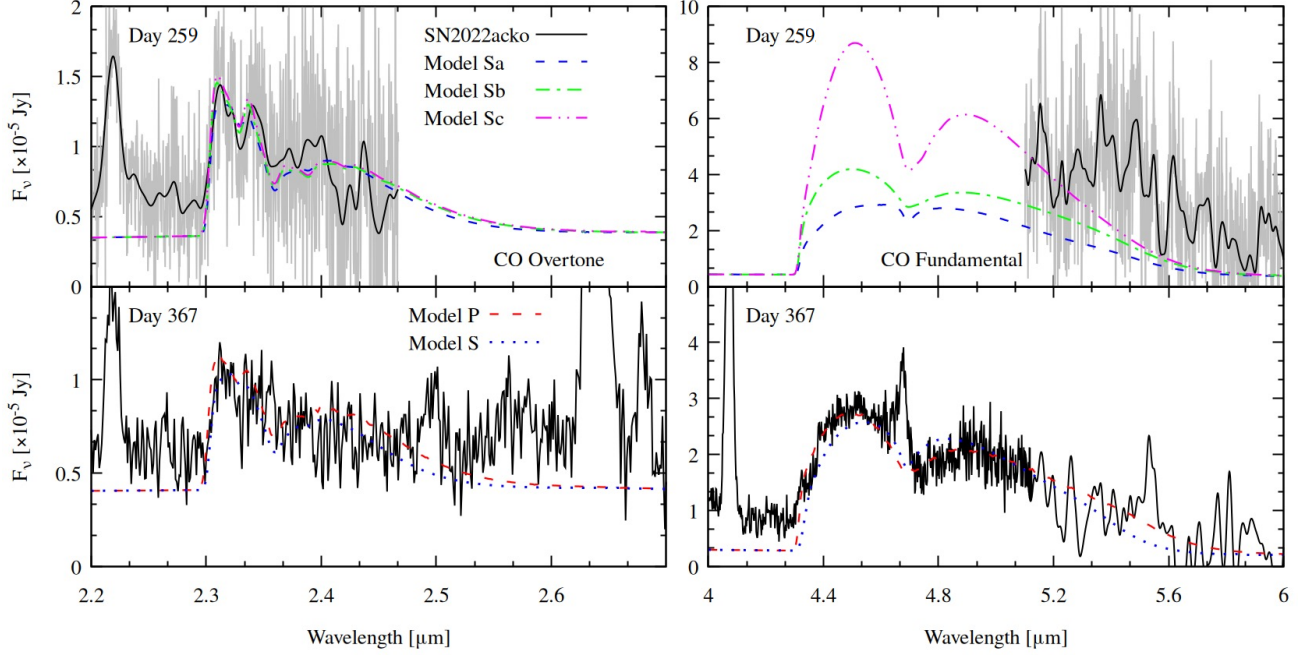 Day 259
SN2022acko
Model Sa
Model Sb
Model Sc
CO Overtone
F_ν [×10⁻⁵ Jy]
2
1.5
1
0.5
0
Day 259
CO Fundamental
10
8
6
4
2
0
Day 367
Model P
Model S
F_ν [×10⁻⁵ Jy]
1
0.5
0
2.2 2.3 2.4 2.5 2.6
Wavelength [μm]
Day 367
4
3
2
1
0
4 4.4 4.8 5.2 5.6 6
Wavelength [μm]